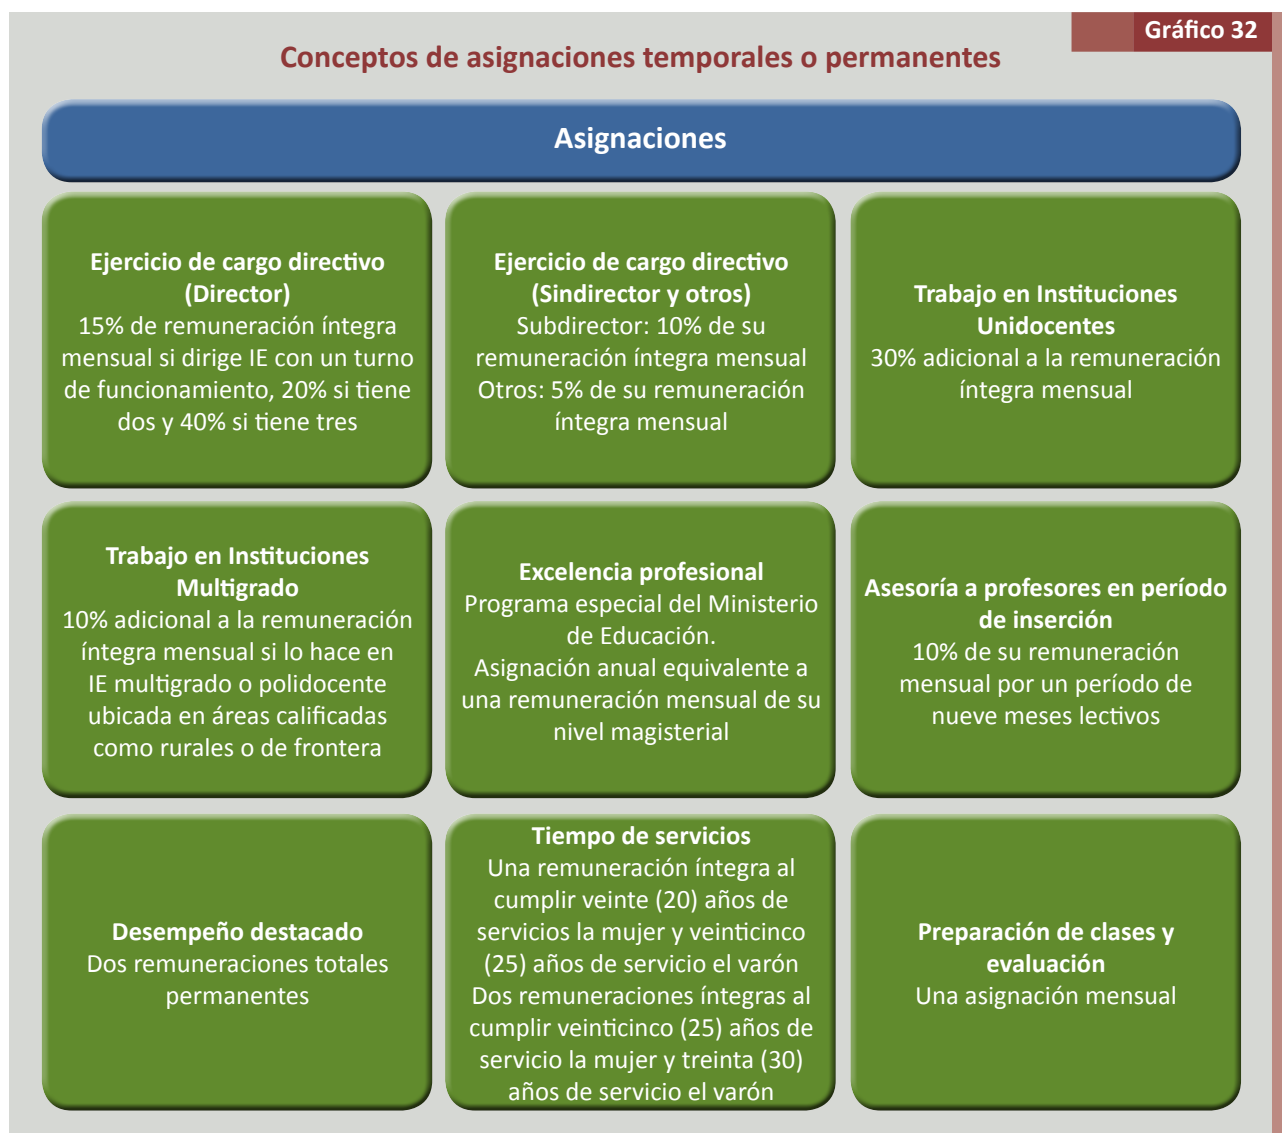 Gráfico 32
Conceptos de asignaciones temporales o permanentes
Asignaciones
Ejercicio de cargo directivo
(Director)
15% de remuneración íntegra
mensual si dirige IE con un turno
de funcionamiento, 20% si tiene
dos y 40% si tiene tres
Ejercicio de cargo directivo
(Sindirector y otros)
Subdirector: 10% de su
remuneración íntegra mensual
Otros: 5% de su remuneración
íntegra mensual
Trabajo en Instituciones
Unidocentes
30% adicional a la remuneración
íntegra mensual
Trabajo en Instituciones
Multigrado
10% adicional a la remuneración
íntegra mensual si lo hace en
IE multigrado o polidocente
ubicada en áreas calificadas
como rurales o de frontera
Excelencia profesional
Programa especial del Ministerio
de Educación.
Asignación anual equivalente a
una remuneración mensual de su
nivel magisterial
Asesoría a profesores en período
de inserción
10% de su remuneración
mensual por un período de
nueve meses lectivos
Desempeño destacado
Dos remuneraciones totales
permanentes
Tiempo de servicios
Una remuneración íntegra al
cumplir veinte (20) años de
servicios la mujer y veinticinco
(25) años de servicio el varón
Dos remuneraciones íntegras al
cumplir veinticinco (25) años de
servicio la mujer y treinta (30)
años de servicio el varón
Preparación de clases y
evaluación
Una asignación mensual